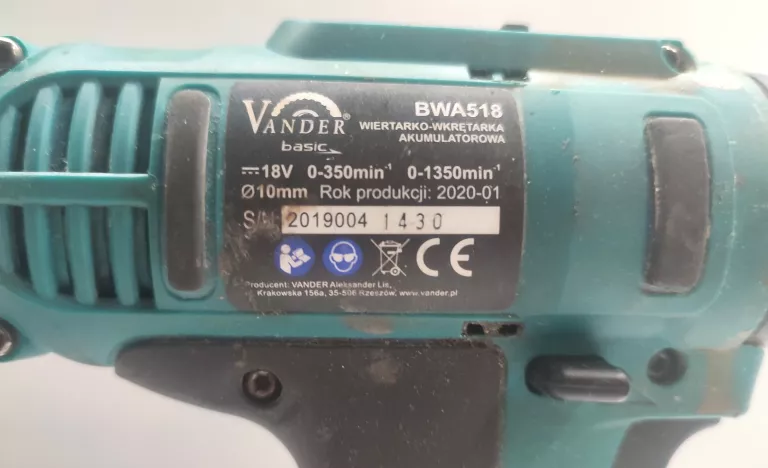 VANDER®
basic
BWA518
WIERTARKO-WKRĘTARKA
AKUMULATOROWA
18V 0-350min⁻¹ 0-1350min⁻¹
Ø10mm Rok produkcji: 2020-01
S/N 2019004 1430
CE
Producent: VANDER Aleksander Lis,
Krakowska 156a, 35-506 Rzeszów, www.vander.pl